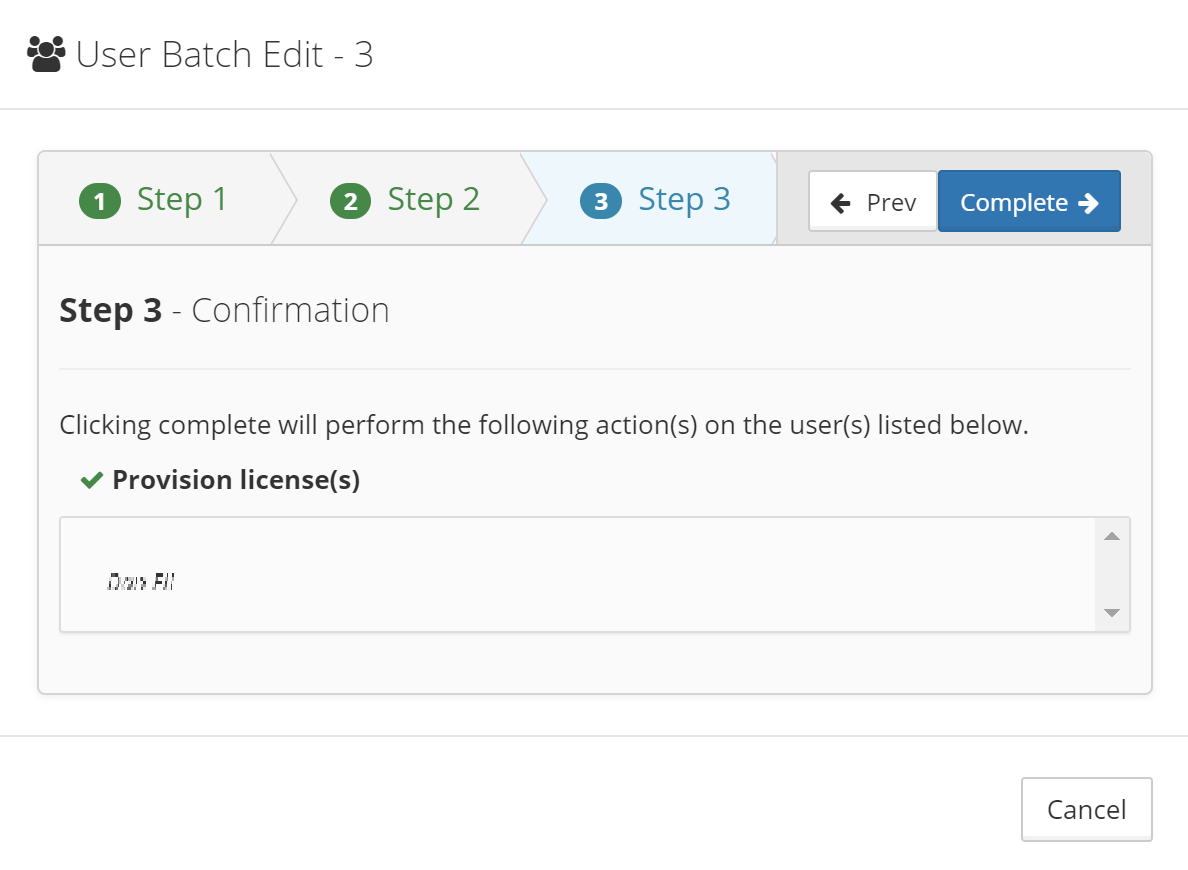 User Batch Edit - 3
1 Step 1
2 Step 2
3 Step 3
Prev
Complete
Step 3 - Confirmation
Clicking complete will perform the following action(s) on the user(s) listed below.
Provision license(s)
Cancel